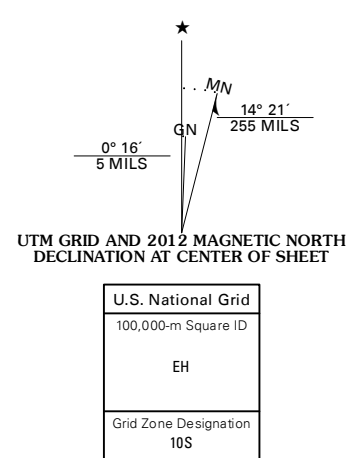 ★
MN
GN
14° 21´
255 MILS
0° 16´
5 MILS
UTM GRID AND 2012 MAGNETIC NORTH
DECLINATION AT CENTER OF SHEET
U.S. National Grid
100,000-m Square ID
EH
Grid Zone Designation
10S